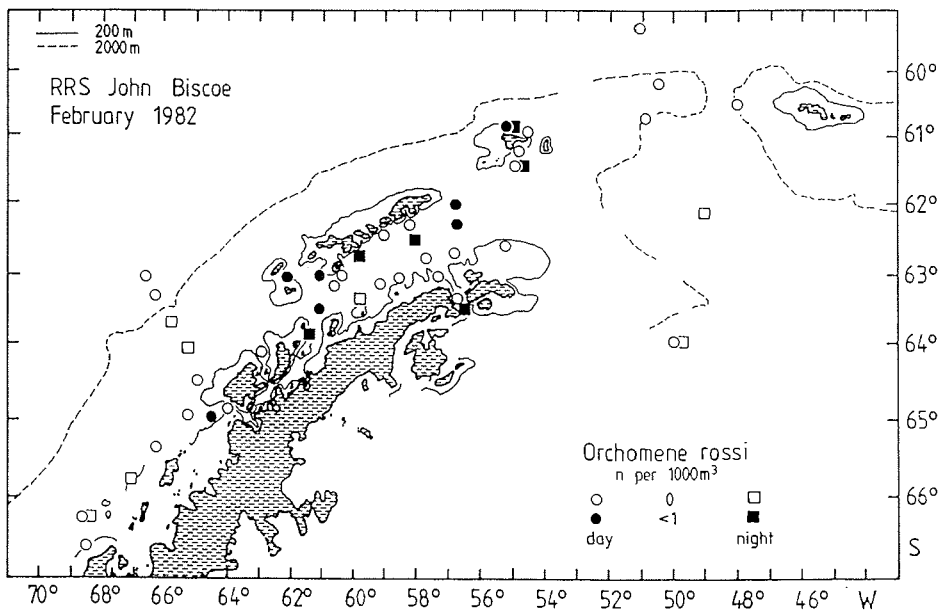 200 m
2000 m
RRS John Biscoe
February 1982
60°
61°
62°
63°
64°
65°
66°
S
Orchomene rossi
n per 1000m³
0
<1
day night
70° 68° 66° 64° 62° 60° 58° 56° 54° 52° 50° 48° 46° W